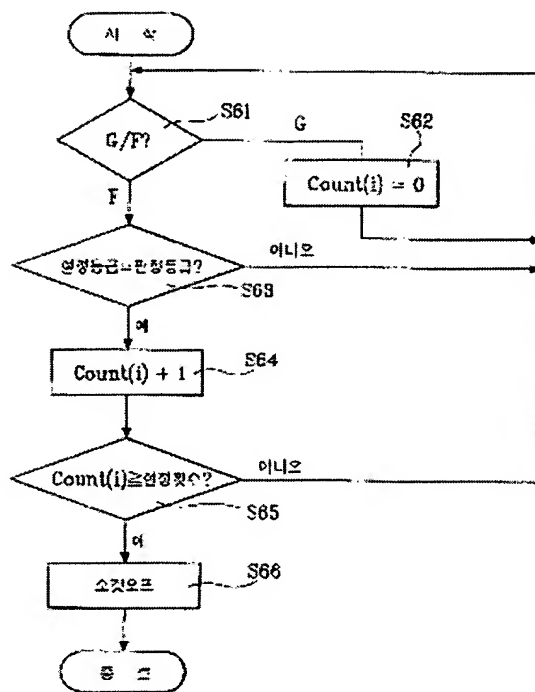 시 작
S61
G/F?
G
S62
Count(i) = 0
F
설정등급=판정등급?
아니오
S63
예
Count(i) + 1
S64
Count(i)≧설정횟수?
아니오
S65
예
소켓오프
S66
종 료